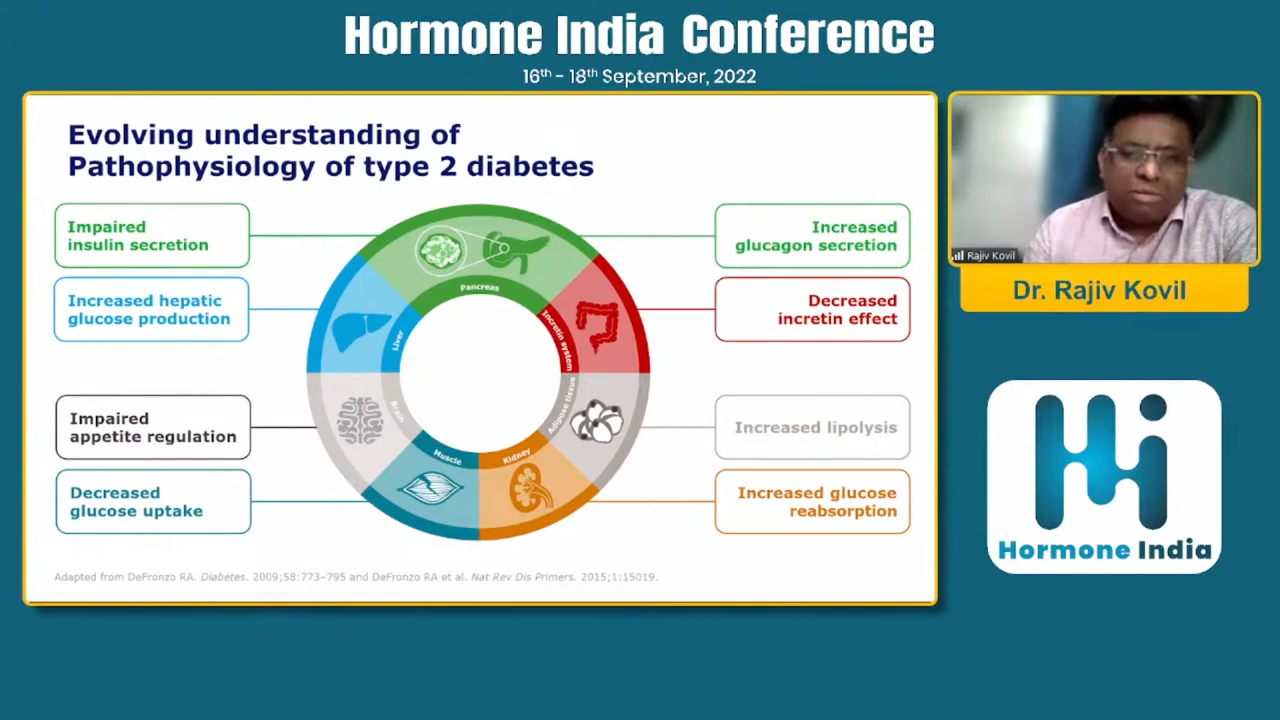 Hormone India Conference
16th - 18th September, 2022
Evolving understanding of
Pathophysiology of type 2 diabetes
Impaired
insulin secretion
Increased
glucagon secretion
Increased hepatic
glucose production
Decreased
incretin effect
Impaired
appetite regulation
Increased lipolysis
Decreased
glucose uptake
Increased glucose
reabsorption
Pancreas
Liver
Incretin system
Brain
Adipose tissue
Muscle
Kidney
Adapted from DeFronzo RA. Diabetes. 2009;58:773–795 and DeFronzo RA et al. Nat Rev Dis Primers. 2015;1:15019.
Rajiv Kovil
Dr. Rajiv Kovil
Hi
Hormone India